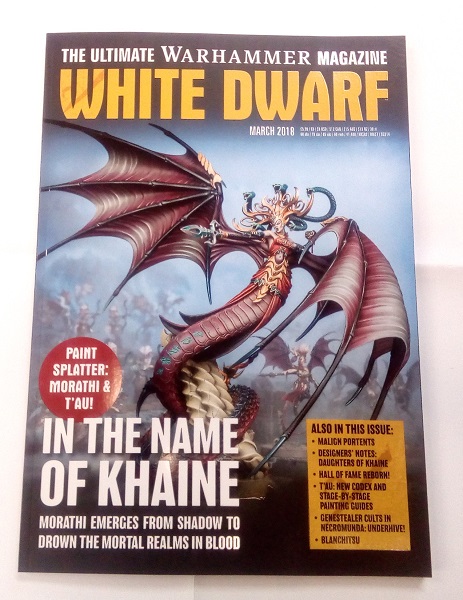 THE ULTIMATE WARHAMMER MAGAZINE
WHITE DWARF
MARCH 2018
PAINT
SPLATTER:
MORATHI &
T'AU!
IN THE NAME
OF KHAINE
MORATHI EMERGES FROM SHADOW TO
DROWN THE MORTAL REALMS IN BLOOD
ALSO IN THIS ISSUE:
• MALIGN PORTENTS
• DESIGNERS' NOTES:
DAUGHTERS OF KHAINE
• HALL OF FAME REBORN!
• T'AU: NEW CODEX AND
STAGE-BY-STAGE
PAINTING GUIDES
• GENESTEALER CULTS IN
NECROMUNDA: UNDERHIVE!
• BLANCHITSU